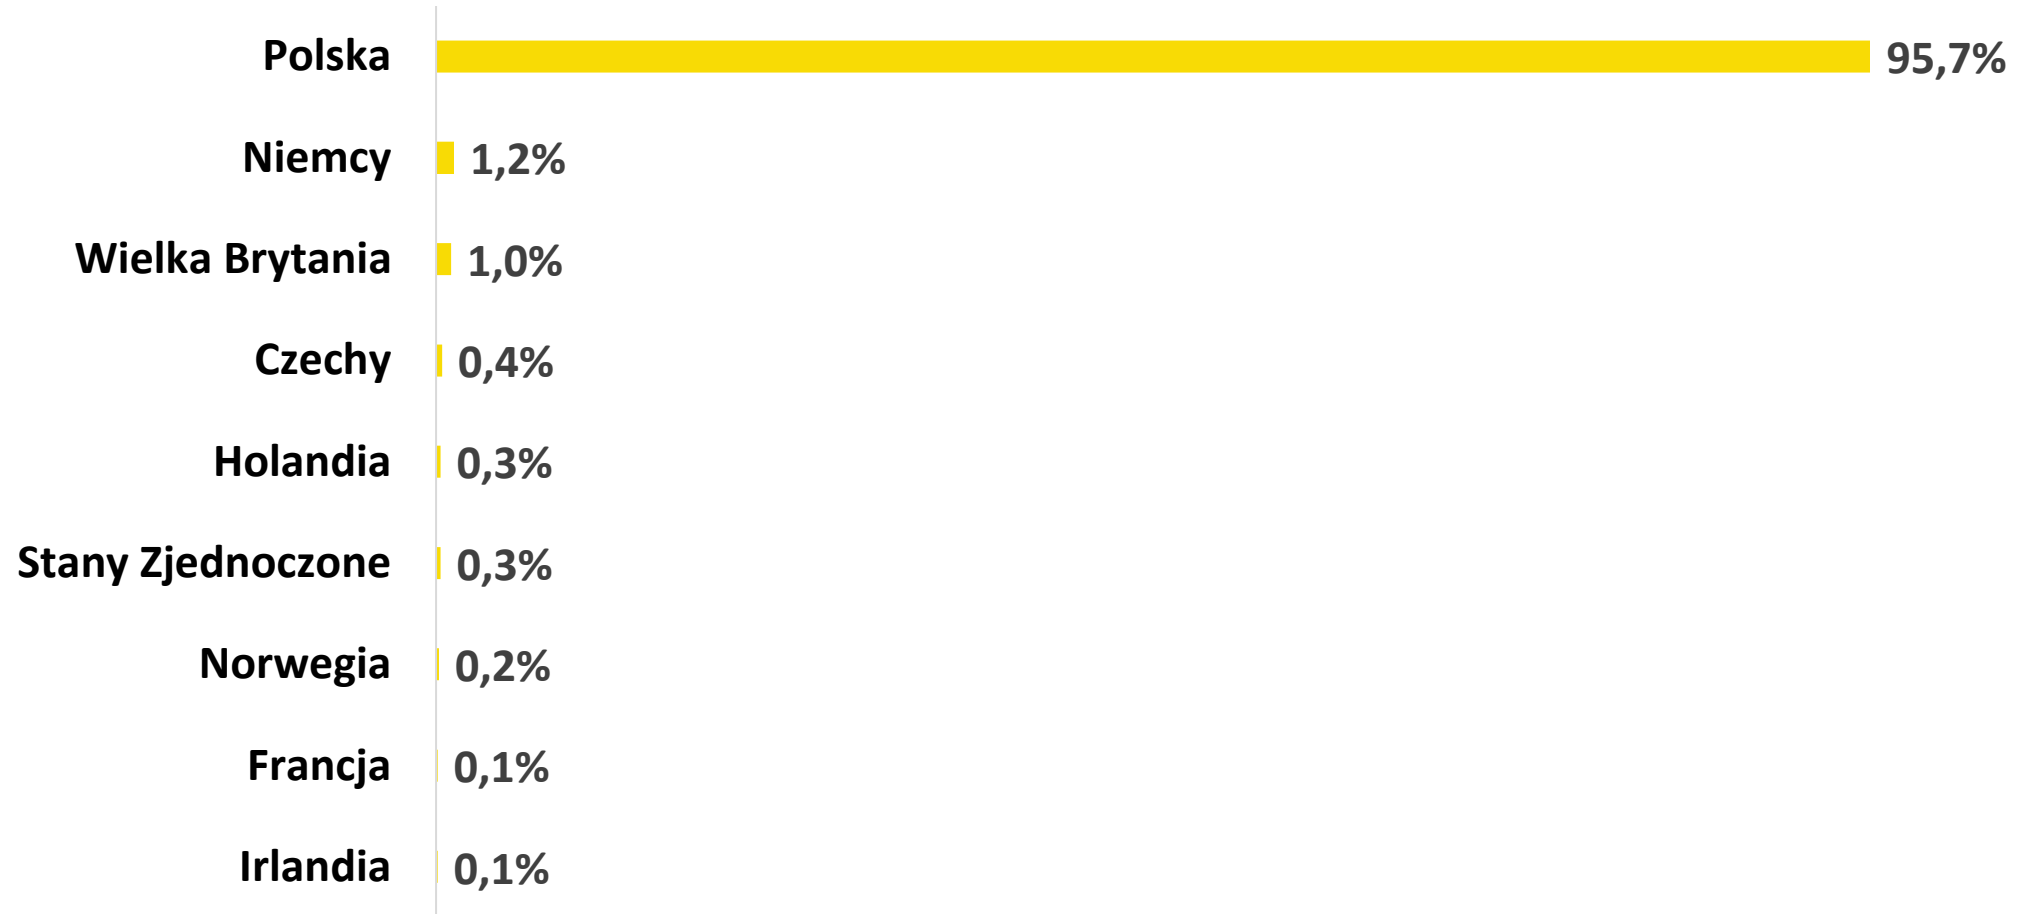 Polska 95,7%
Niemcy 1,2%
Wielka Brytania 1,0%
Czechy 0,4%
Holandia 0,3%
Stany Zjednoczone 0,3%
Norwegia 0,2%
Francja 0,1%
Irlandia 0,1%